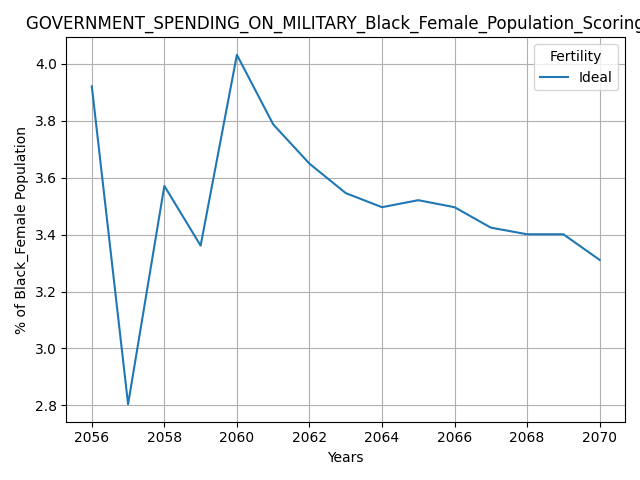 GOVERNMENT_SPENDING_ON_MILITARY_Black_Female_Population_Scoring
Fertility
Ideal
% of Black_Female Population
4.0
3.8
3.6
3.4
3.2
3.0
2.8
2056 2058 2060 2062 2064 2066 2068 2070
Years